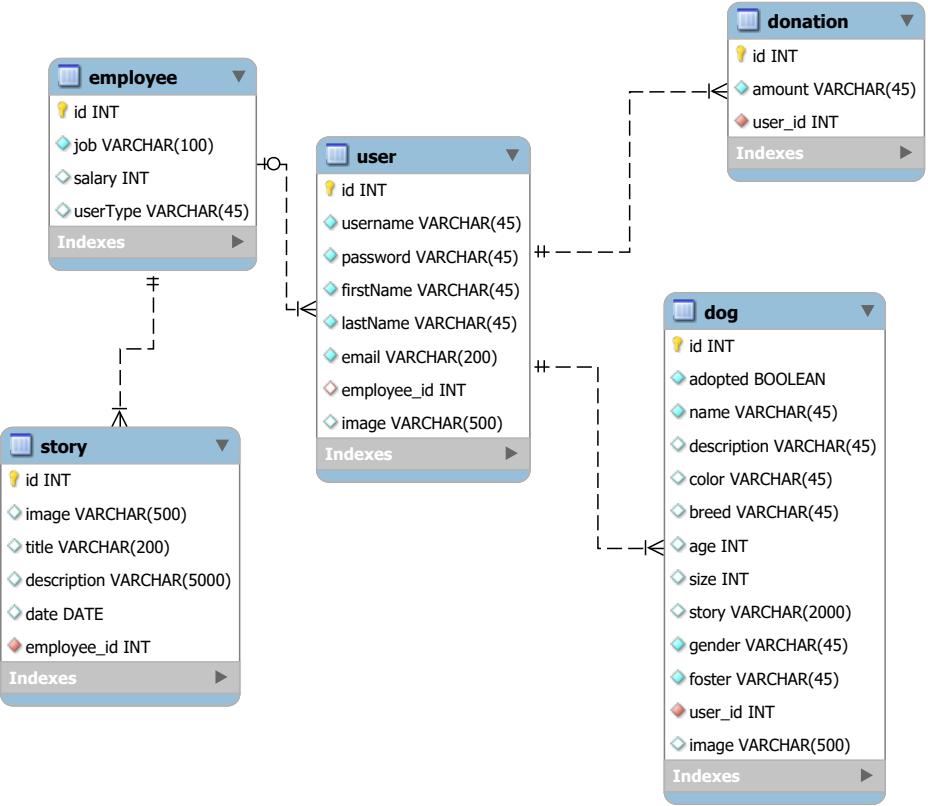 employee
id INT
job VARCHAR(100)
salary INT
userType VARCHAR(45)
Indexes
user
id INT
username VARCHAR(45)
password VARCHAR(45)
firstName VARCHAR(45)
lastName VARCHAR(45)
email VARCHAR(200)
employee_id INT
image VARCHAR(500)
Indexes
donation
id INT
amount VARCHAR(45)
user_id INT
Indexes
story
id INT
image VARCHAR(500)
title VARCHAR(200)
description VARCHAR(5000)
date DATE
employee_id INT
Indexes
dog
id INT
adopted BOOLEAN
name VARCHAR(45)
description VARCHAR(45)
color VARCHAR(45)
breed VARCHAR(45)
age INT
size INT
story VARCHAR(2000)
gender VARCHAR(45)
foster VARCHAR(45)
user_id INT
image VARCHAR(500)
Indexes